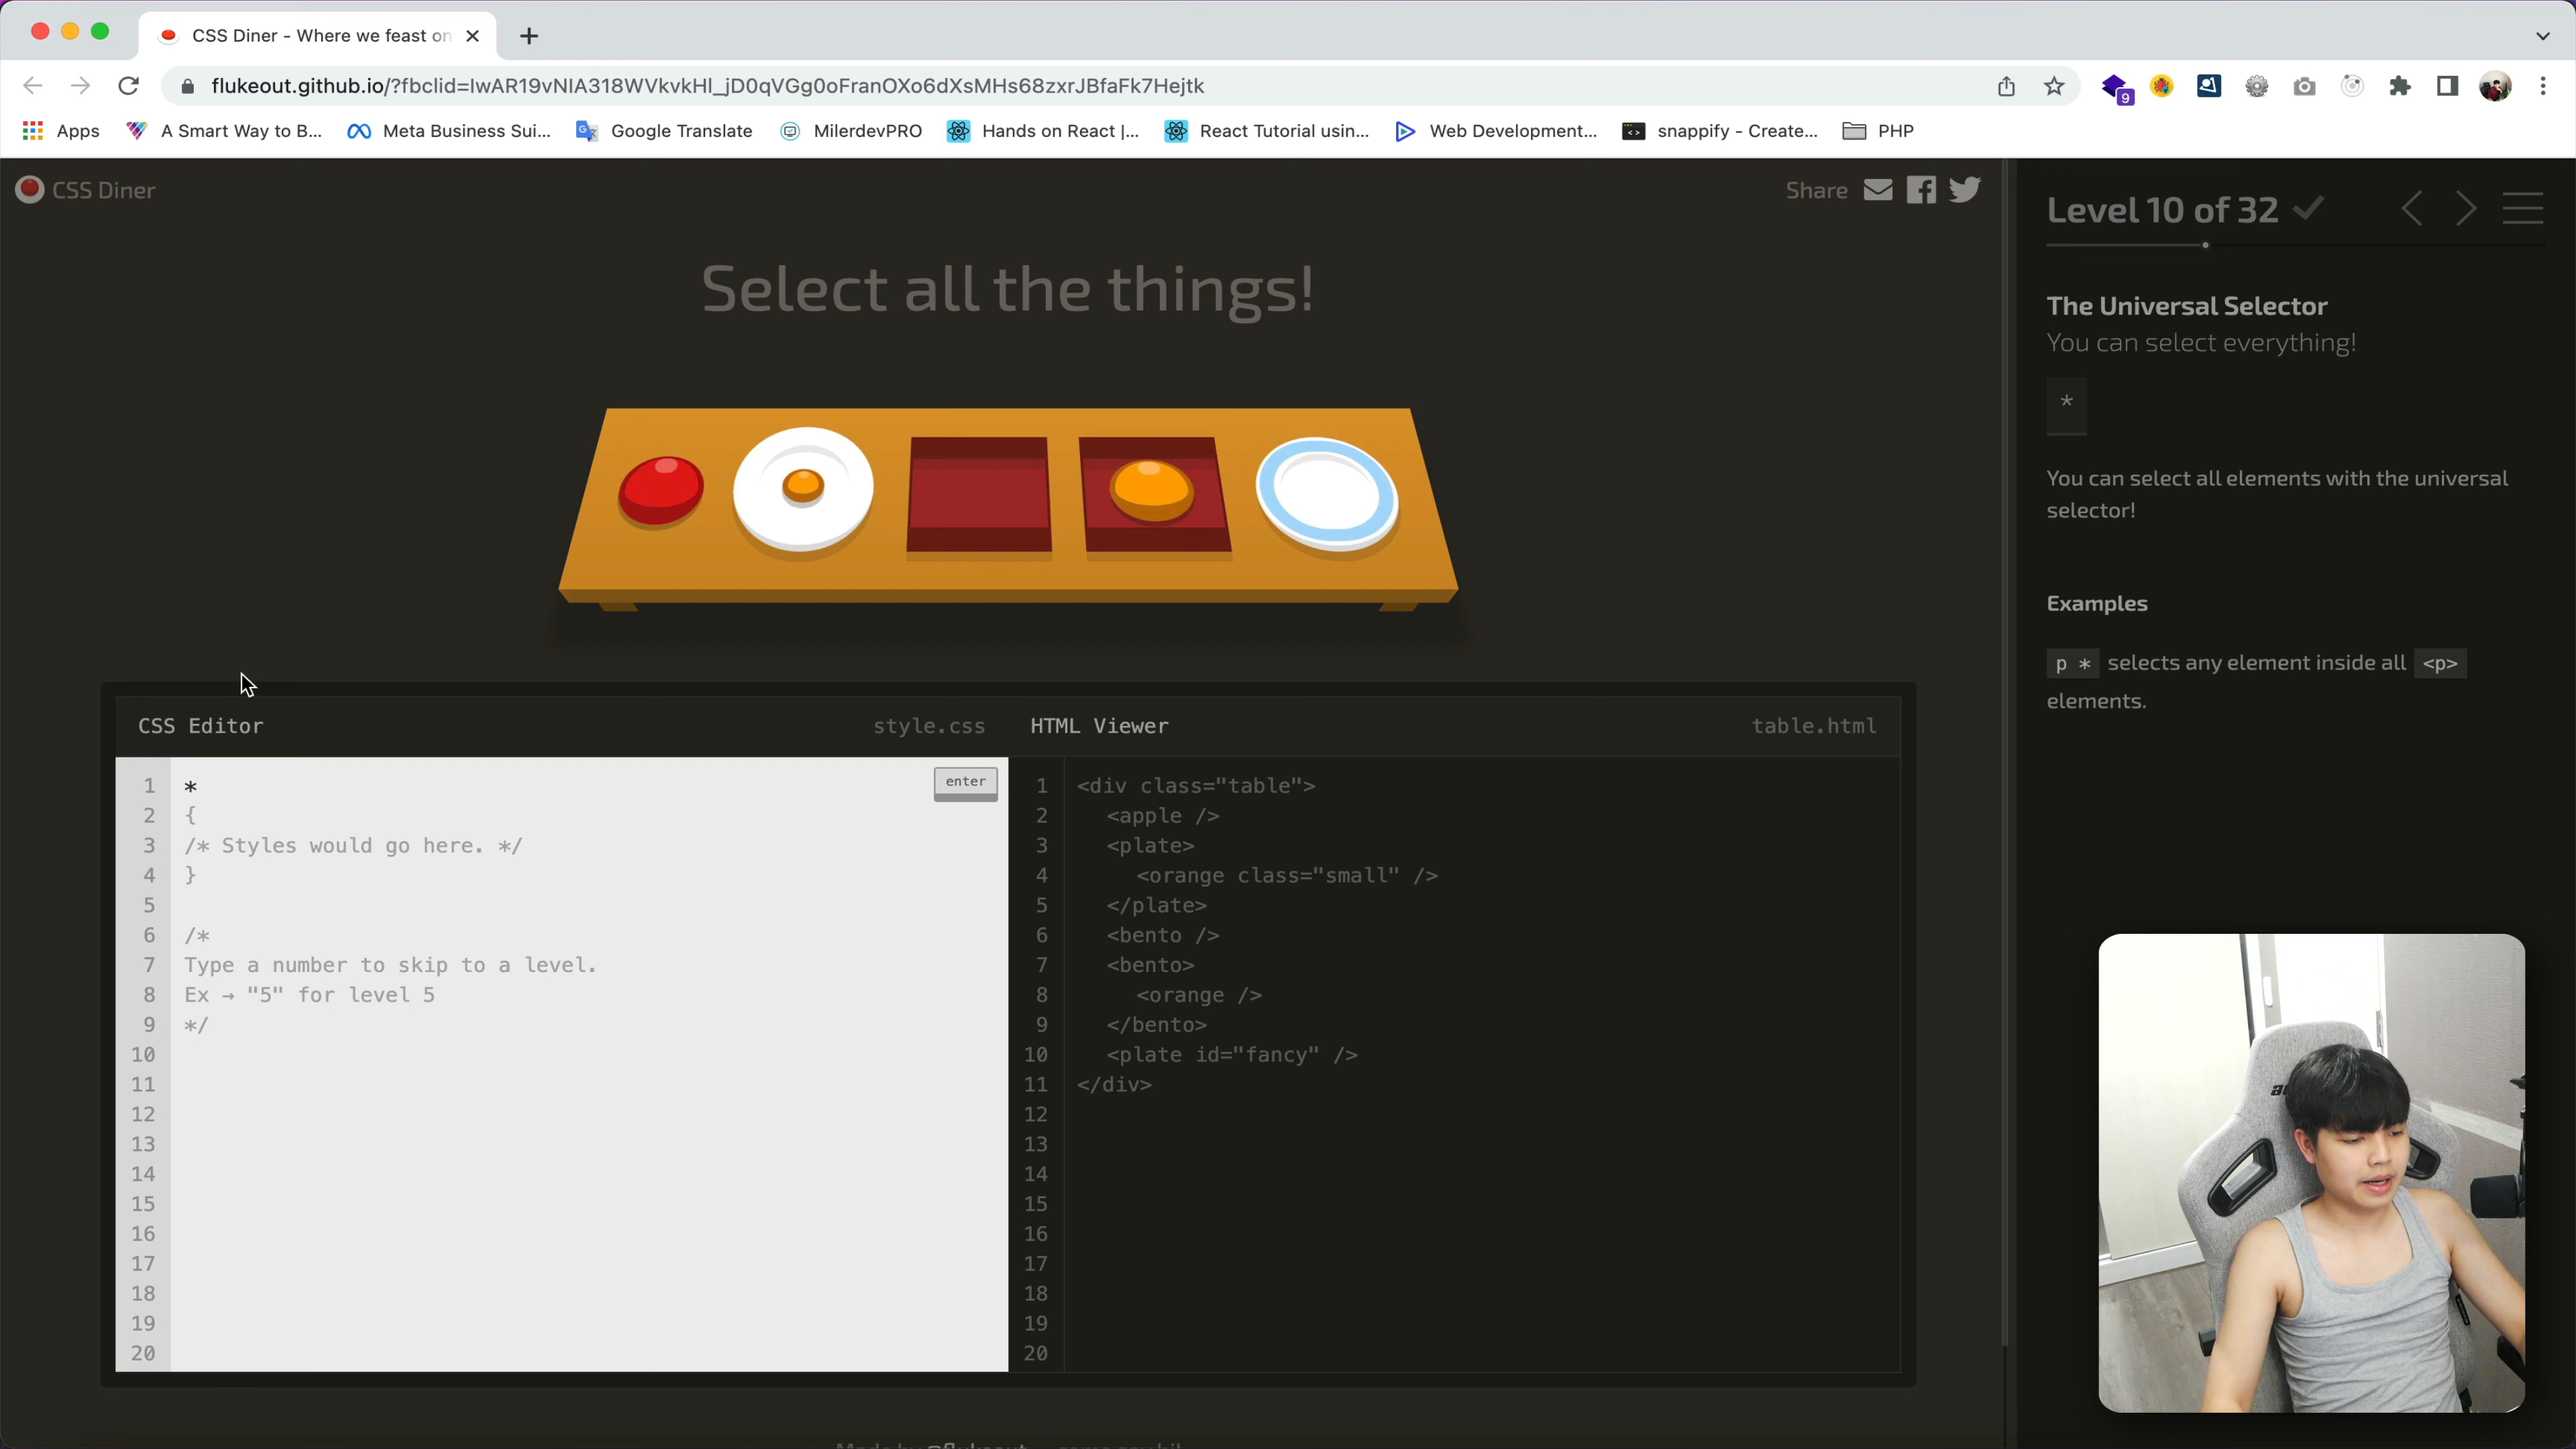 CSS Diner - Where we feast on
flukeout.github.io/?fbclid=IwAR19vNIA318WVkvkHl_jD0qVGg0oFranOXo6dXsMHs68zxrJBfaFk7Hejtk
9
Apps
A Smart Way to B...
Meta Business Sui...
Google Translate
MilerdevPRO
Hands on React |...
React Tutorial usin...
Web Development...
snappify - Create...
PHP
CSS Diner
Share
Select all the things!
Level 10 of 32
The Universal Selector
You can select everything!
*
You can select all elements with the universal
selector!
Examples
p * selects any element inside all <p>
elements.
CSS Editor
style.css
enter
1 *
2 {
3 /* Styles would go here. */
4 }
5
6 /*
7 Type a number to skip to a level.
8 Ex → "5" for level 5
9 */
10
11
12
13
14
15
16
17
18
19
20
HTML Viewer
table.html
1 <div class="table">
2 <apple />
3 <plate>
4 <orange class="small" />
5 </plate>
6 <bento />
7 <bento>
8 <orange />
9 </bento>
10 <plate id="fancy" />
11 </div>
12
13
14
15
16
17
18
19
20